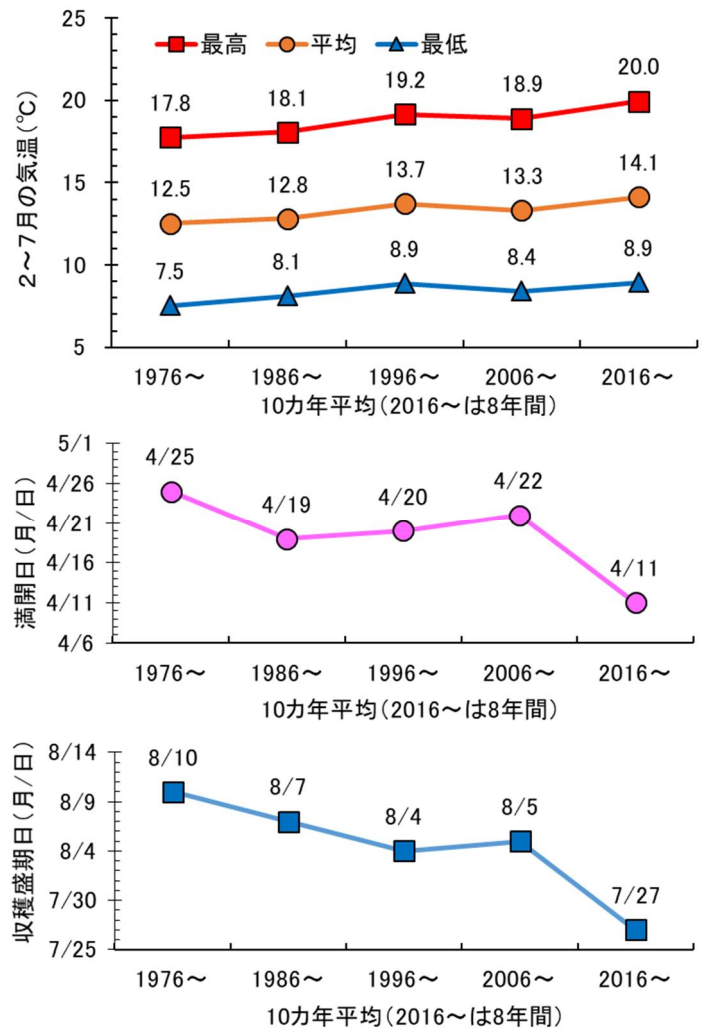 2～7月の気温(℃)
25
20
15
10
5
最高 平均 最低
17.8 18.1 19.2 18.9 20.0
12.5 12.8 13.7 13.3 14.1
7.5 8.1 8.9 8.4 8.9
1976～ 1986～ 1996～ 2006～ 2016～
10カ年平均(2016～は8年間)
満開日(月/日)
5/1
4/26
4/21
4/16
4/11
4/6
4/25 4/19 4/20 4/22 4/11
1976～ 1986～ 1996～ 2006～ 2016～
10カ年平均(2016～は8年間)
収穫盛期日(月/日)
8/14
8/9
8/4
7/30
7/25
8/10 8/7 8/4 8/5 7/27
1976～ 1986～ 1996～ 2006～ 2016～
10カ年平均(2016～は8年間)